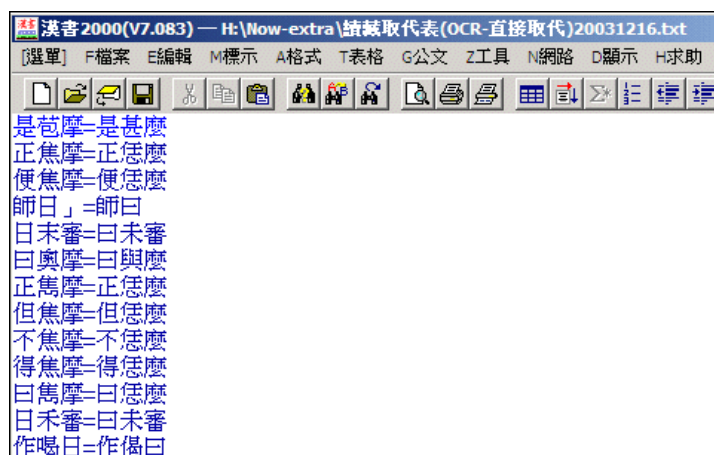 漢書2000(V7.083) — H:\Now-extra\續藏取代表(OCR-直接取代)20031216.txt
[選單] F檔案 E編輯 M標示 A格式 T表格 G公文 Z工具 N網路 D顯示 H求助
是苞摩=是甚麼
正焦摩=正恁麼
便焦摩=便恁麼
師日」=師曰
日末審=曰未審
曰奧摩=曰與麼
正雋摩=正恁麼
但焦摩=但恁麼
不焦摩=不恁麼
得焦摩=得恁麼
曰雋摩=曰恁麼
日禾審=曰未審
作喝日=作偈曰